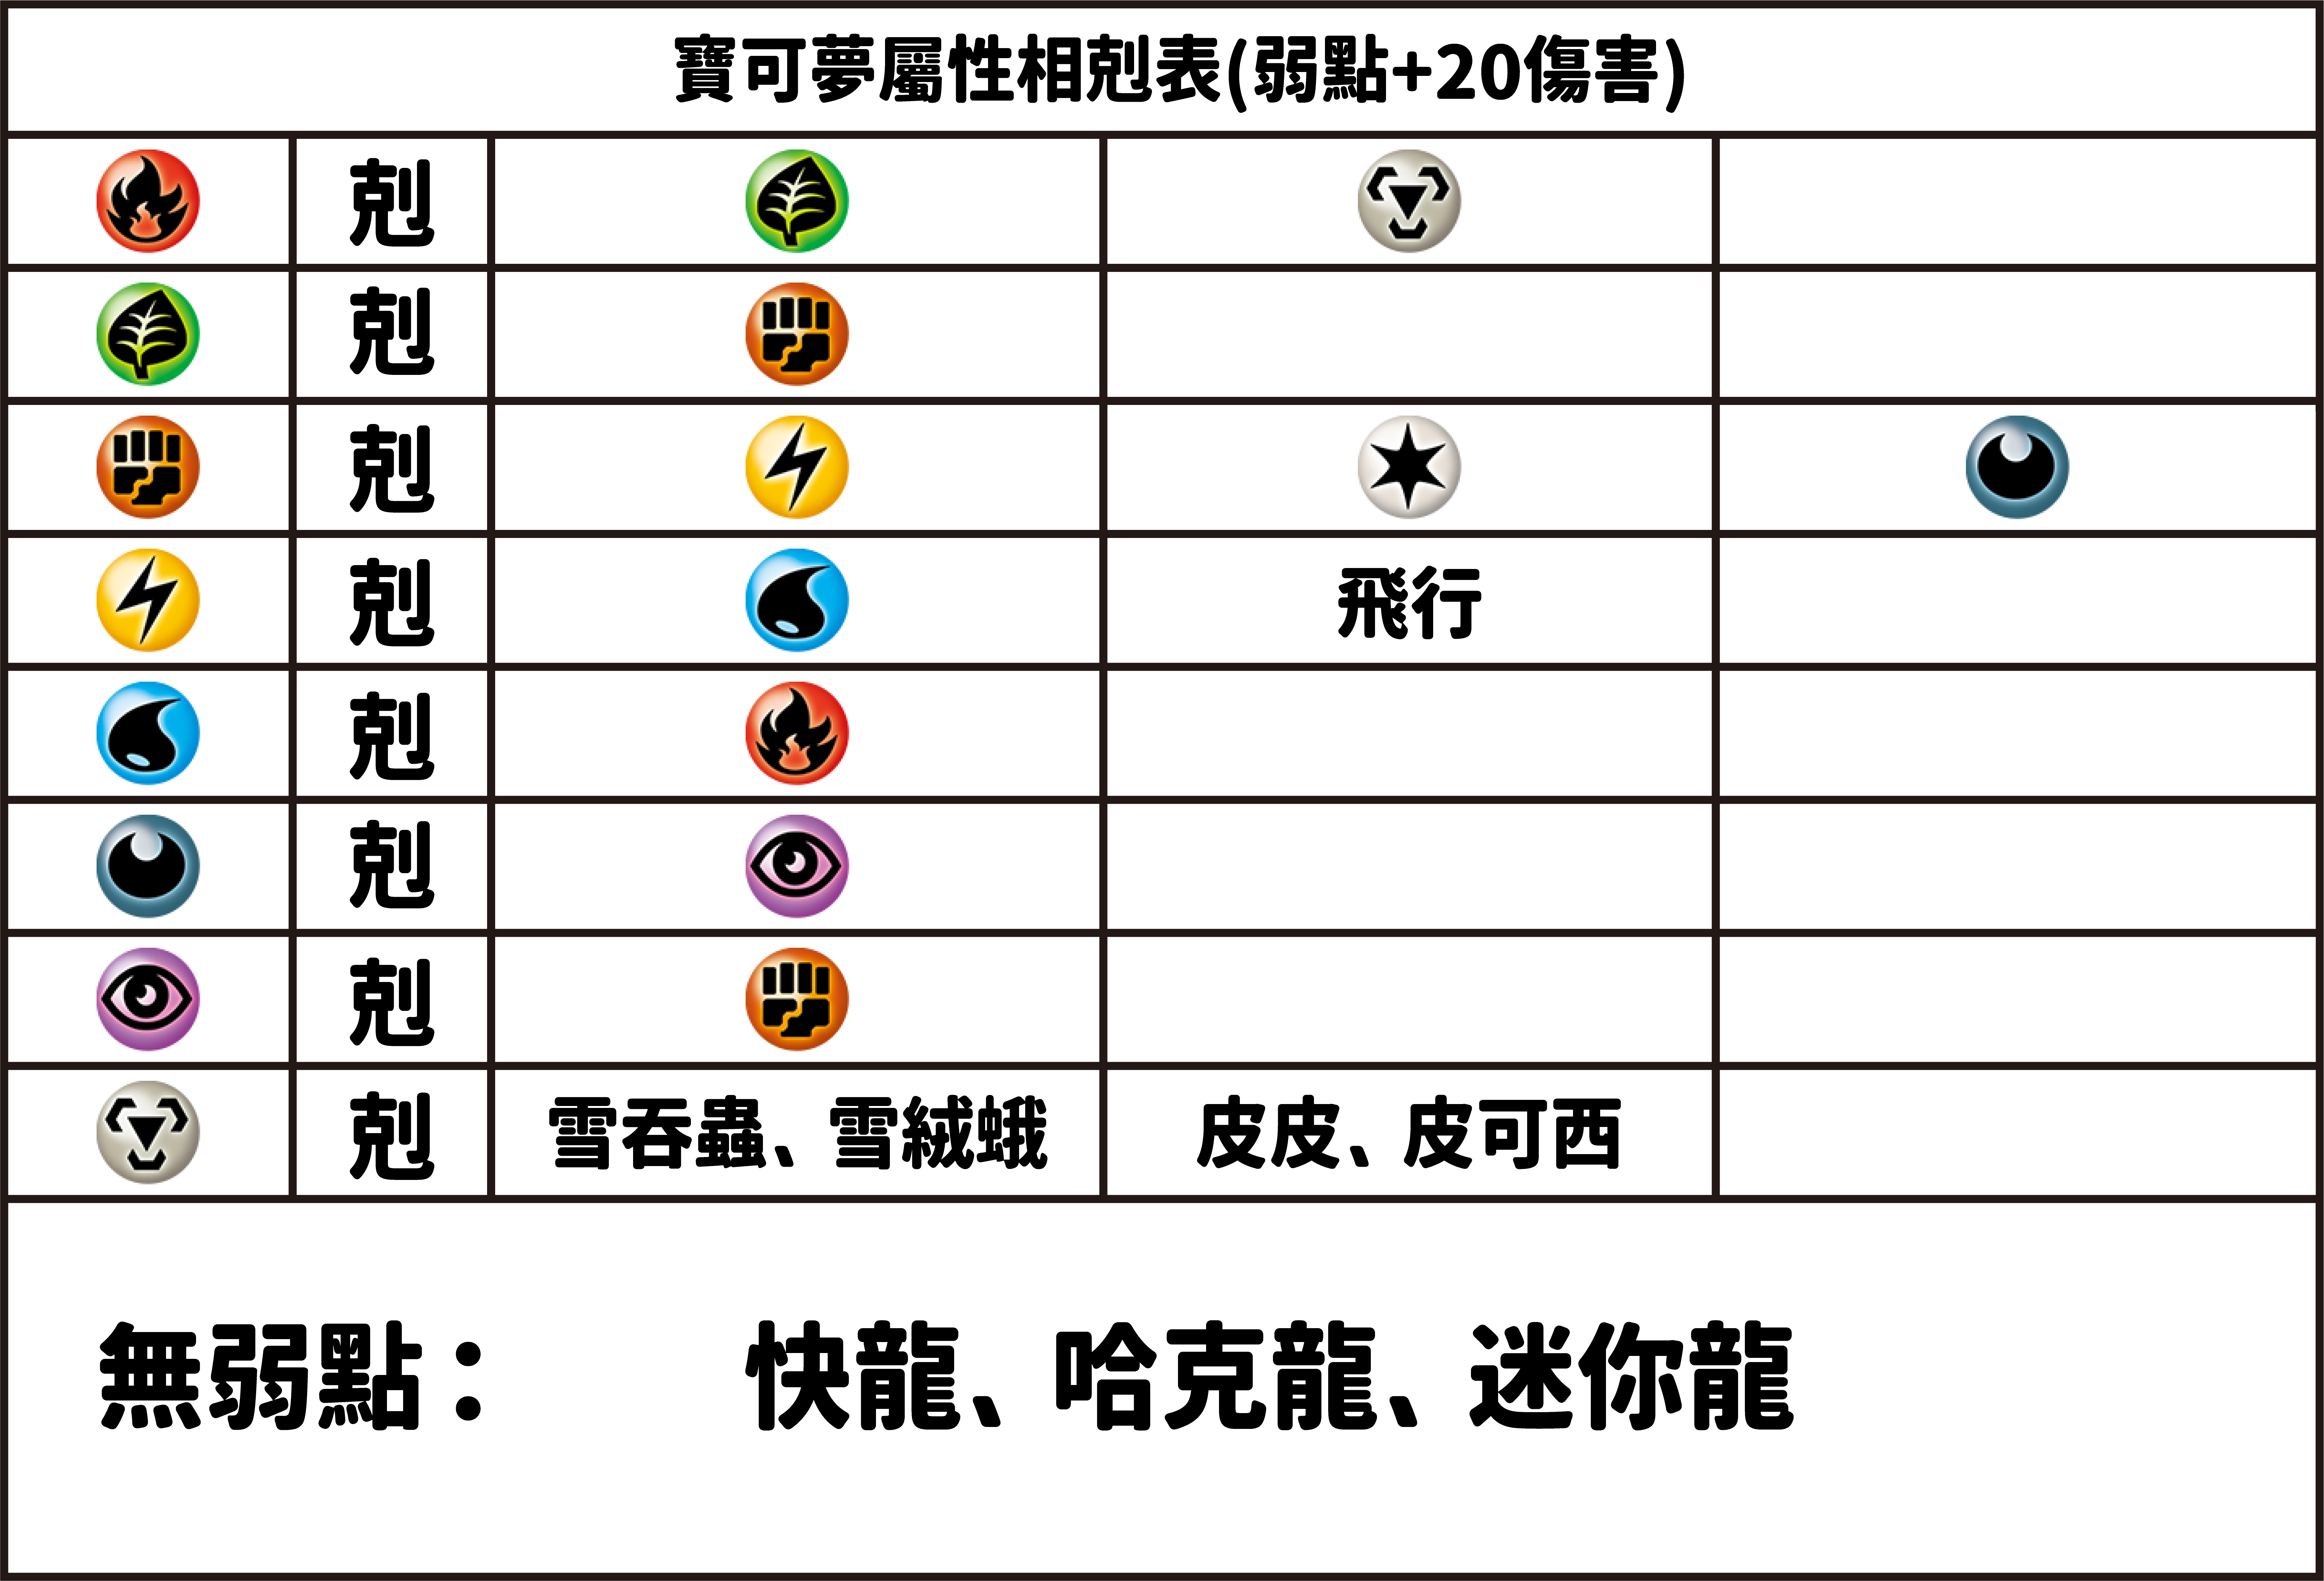 寶可夢屬性相剋表(弱點+20傷害)
剋
剋
剋
剋
飛行
剋
剋
剋
剋
雪吞蟲、雪絨蛾
皮皮、皮可西
無弱點：
快龍、哈克龍、迷你龍